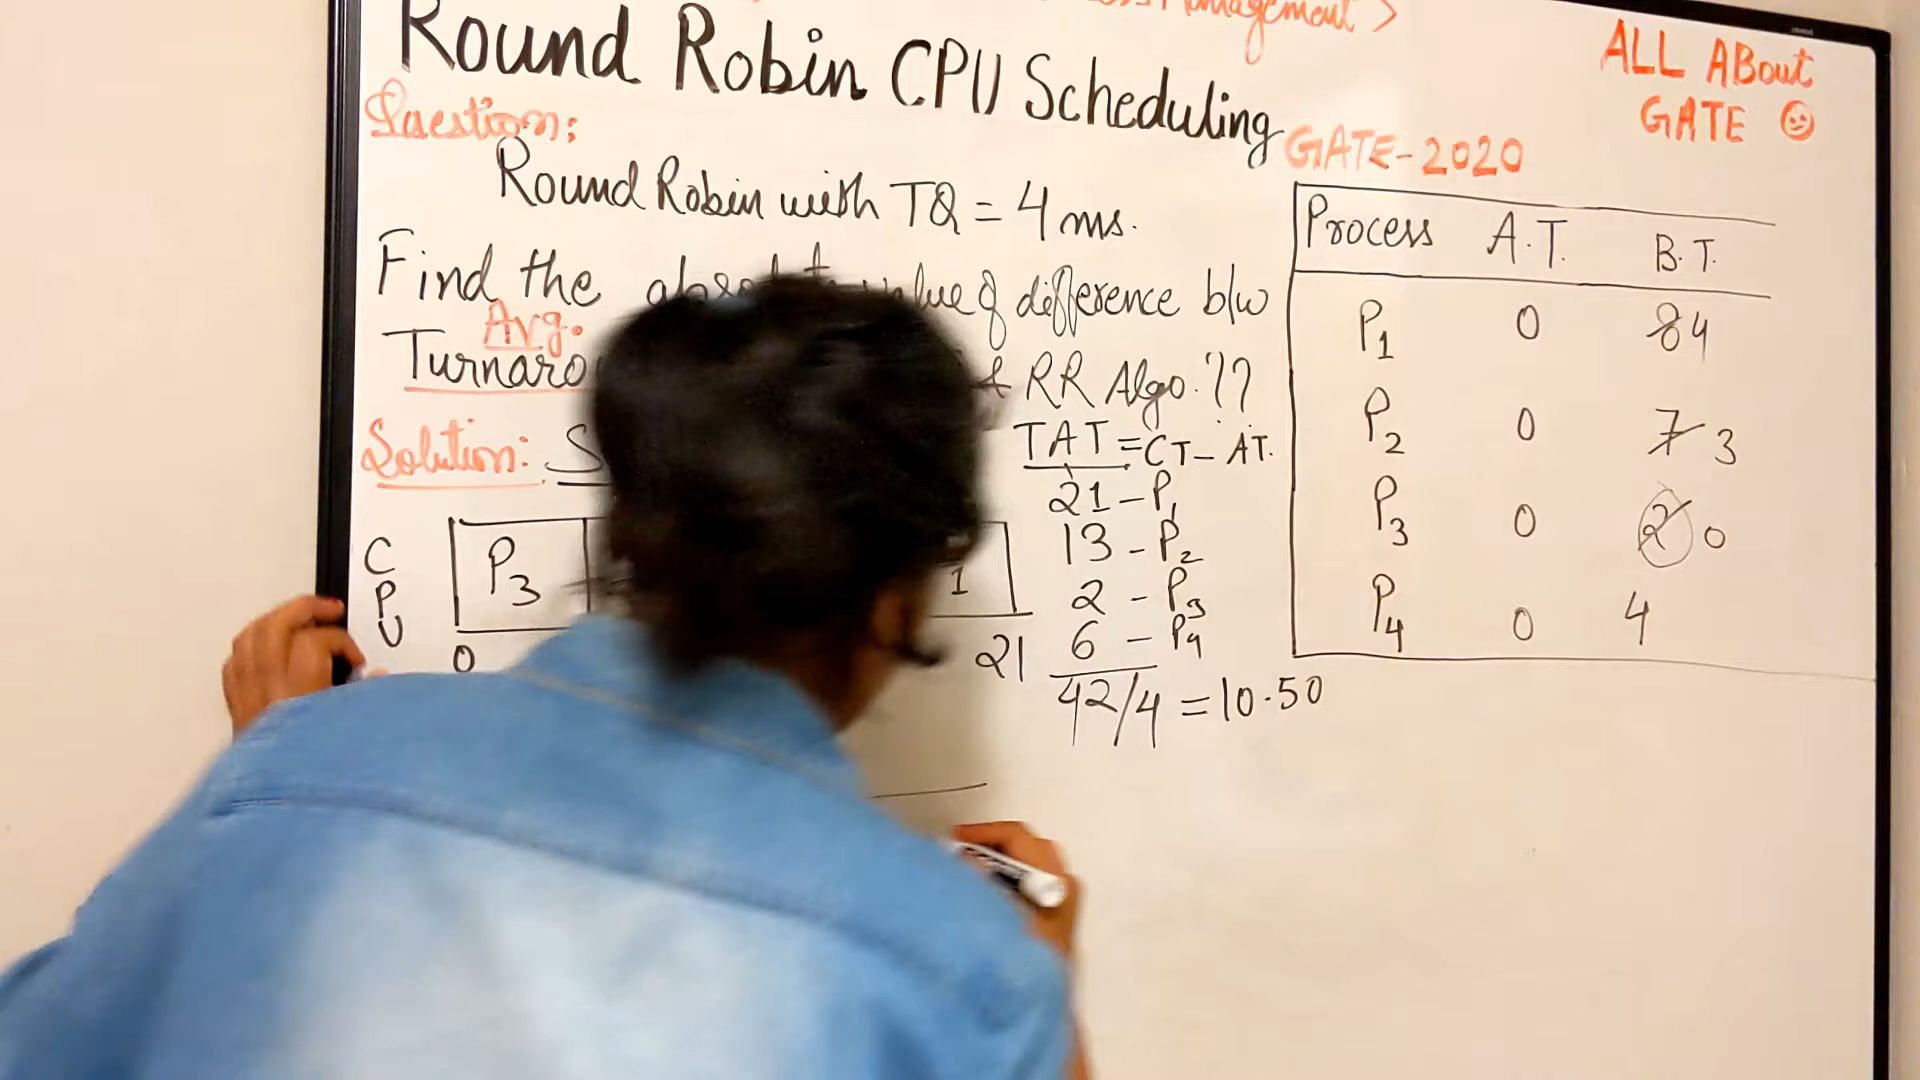 Management >
Round Robin CPU Scheduling
ALL ABout
GATE
Question:
GATE-2020
Round Robin with TQ = 4 ms.
Find the value of difference b/w
Avg.
RR Algo. ??
Solution: S
TAT = CT - AT.
21 - P1
13 - P2
2 - P3
6 - P4
42/4 = 10.50
C
P
U
P3
1
0
21
Process A.T. B.T.
P1 0 8 4
P2 0 7 3
P3 0 2 0
P4 0 4